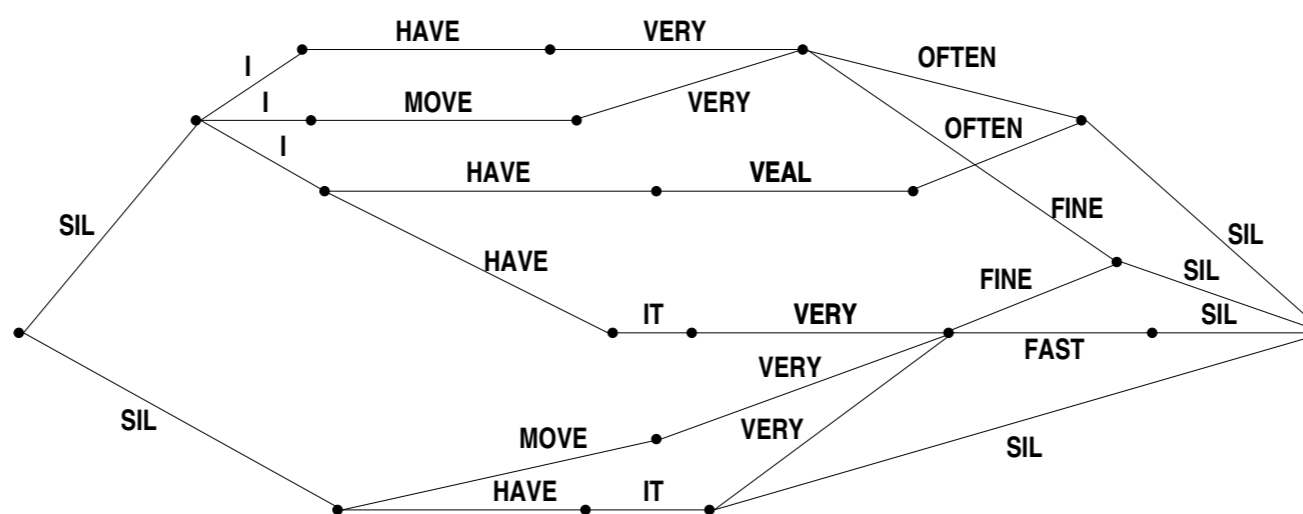 HAVE VERY
I OFTEN
I MOVE VERY
I OFTEN
HAVE VEAL
SIL FINE SIL
HAVE FINE SIL
IT VERY SIL
FAST
VERY
SIL MOVE VERY SIL
HAVE IT